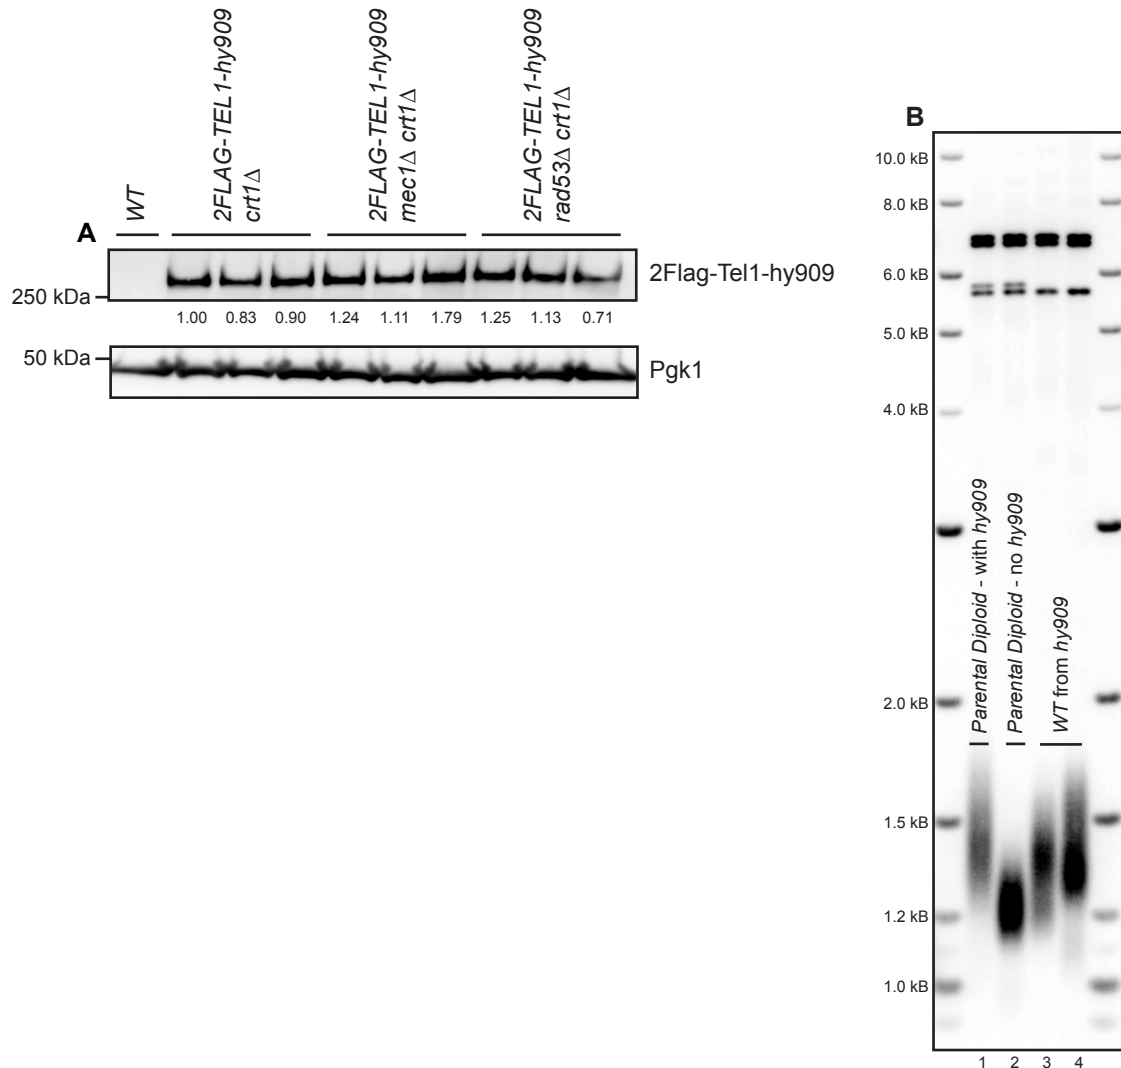 A
WT
2FLAG-TEL1-hy909
crt1Δ
2FLAG-TEL1-hy909
mec1Δ crt1Δ
2FLAG-TEL1-hy909
rad53Δ crt1Δ
250 kDa
2Flag-Tel1-hy909
1.00 0.83 0.90 1.24 1.11 1.79 1.25 1.13 0.71
50 kDa
Pgk1
B
10.0 kB
8.0 kB
6.0 kB
5.0 kB
4.0 kB
2.0 kB
1.5 kB
1.2 kB
1.0 kB
Parental Diploid - with hy909
Parental Diploid - no hy909
WT from hy909
1 2 3 4